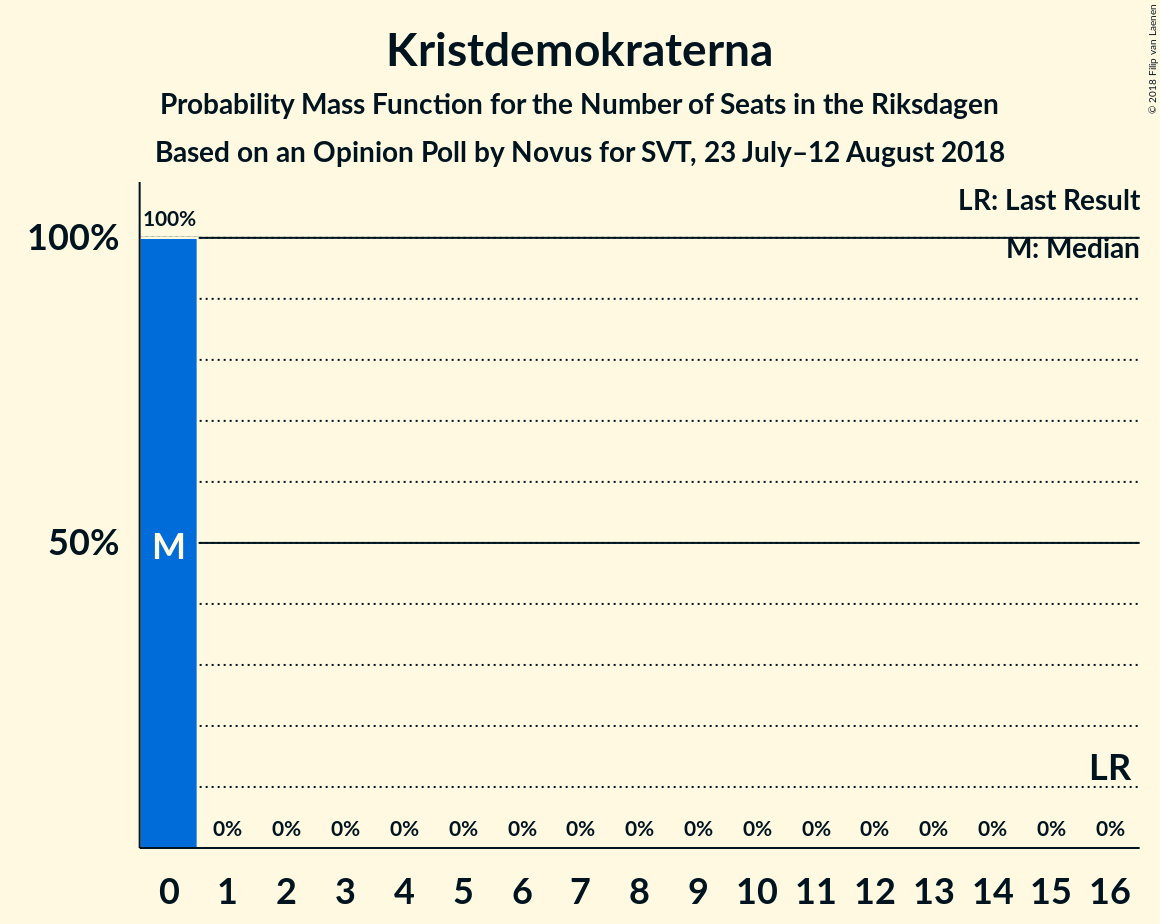 Kristdemokraterna
Probability Mass Function for the Number of Seats in the Riksdagen
Based on an Opinion Poll by Novus for SVT, 23 July–12 August 2018
© 2018 Filip van Laenen
LR: Last Result
M: Median
100%
100%
50%
M
LR
0% 0% 0% 0% 0% 0% 0% 0% 0% 0% 0% 0% 0% 0% 0% 0%
0 1 2 3 4 5 6 7 8 9 10 11 12 13 14 15 16